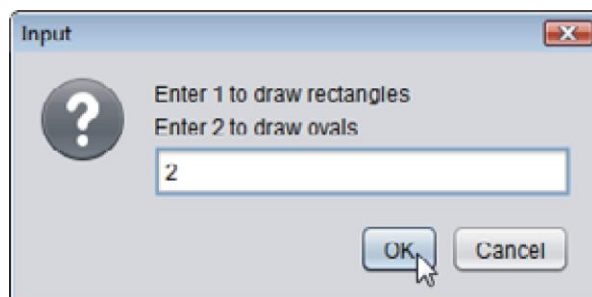 Input
Enter 1 to draw rectangles
Enter 2 to draw ovals
2
OK
Cancel